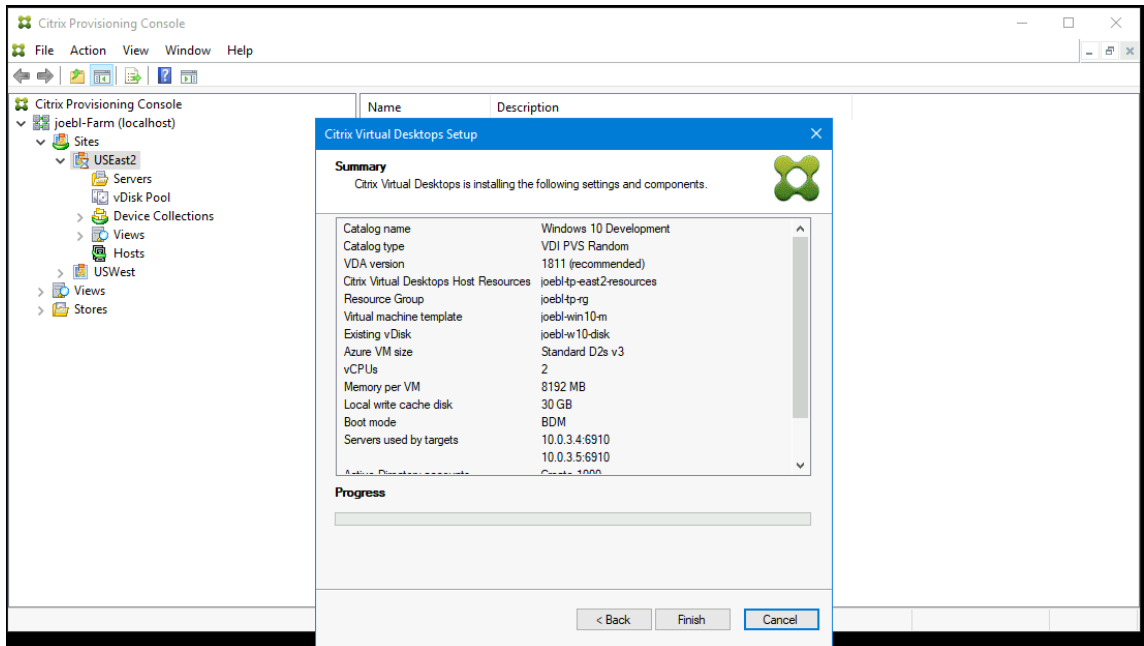 Citrix Provisioning Console
File Action View Window Help
Citrix Provisioning Console
joebl-Farm (localhost)
Sites
USEast2
Servers
vDisk Pool
Device Collections
Views
Hosts
USWest
Views
Stores
Name Description
Citrix Virtual Desktops Setup
Summary
Citrix Virtual Desktops is installing the following settings and components.
Catalog name Windows 10 Development
Catalog type VDI PVS Random
VDA version 1811 (recommended)
Citrix Virtual Desktops Host Resources joebl-tp-east2-resources
Resource Group joebl-tp-rg
Virtual machine template joebl-win10-m
Existing vDisk joebl-w10-disk
Azure VM size Standard D2s v3
vCPUs 2
Memory per VM 8192 MB
Local write cache disk 30 GB
Boot mode BDM
Servers used by targets 10.0.3.4:6910
10.0.3.5:6910
Active Directory accounts Create 1000
Progress
< Back Finish Cancel